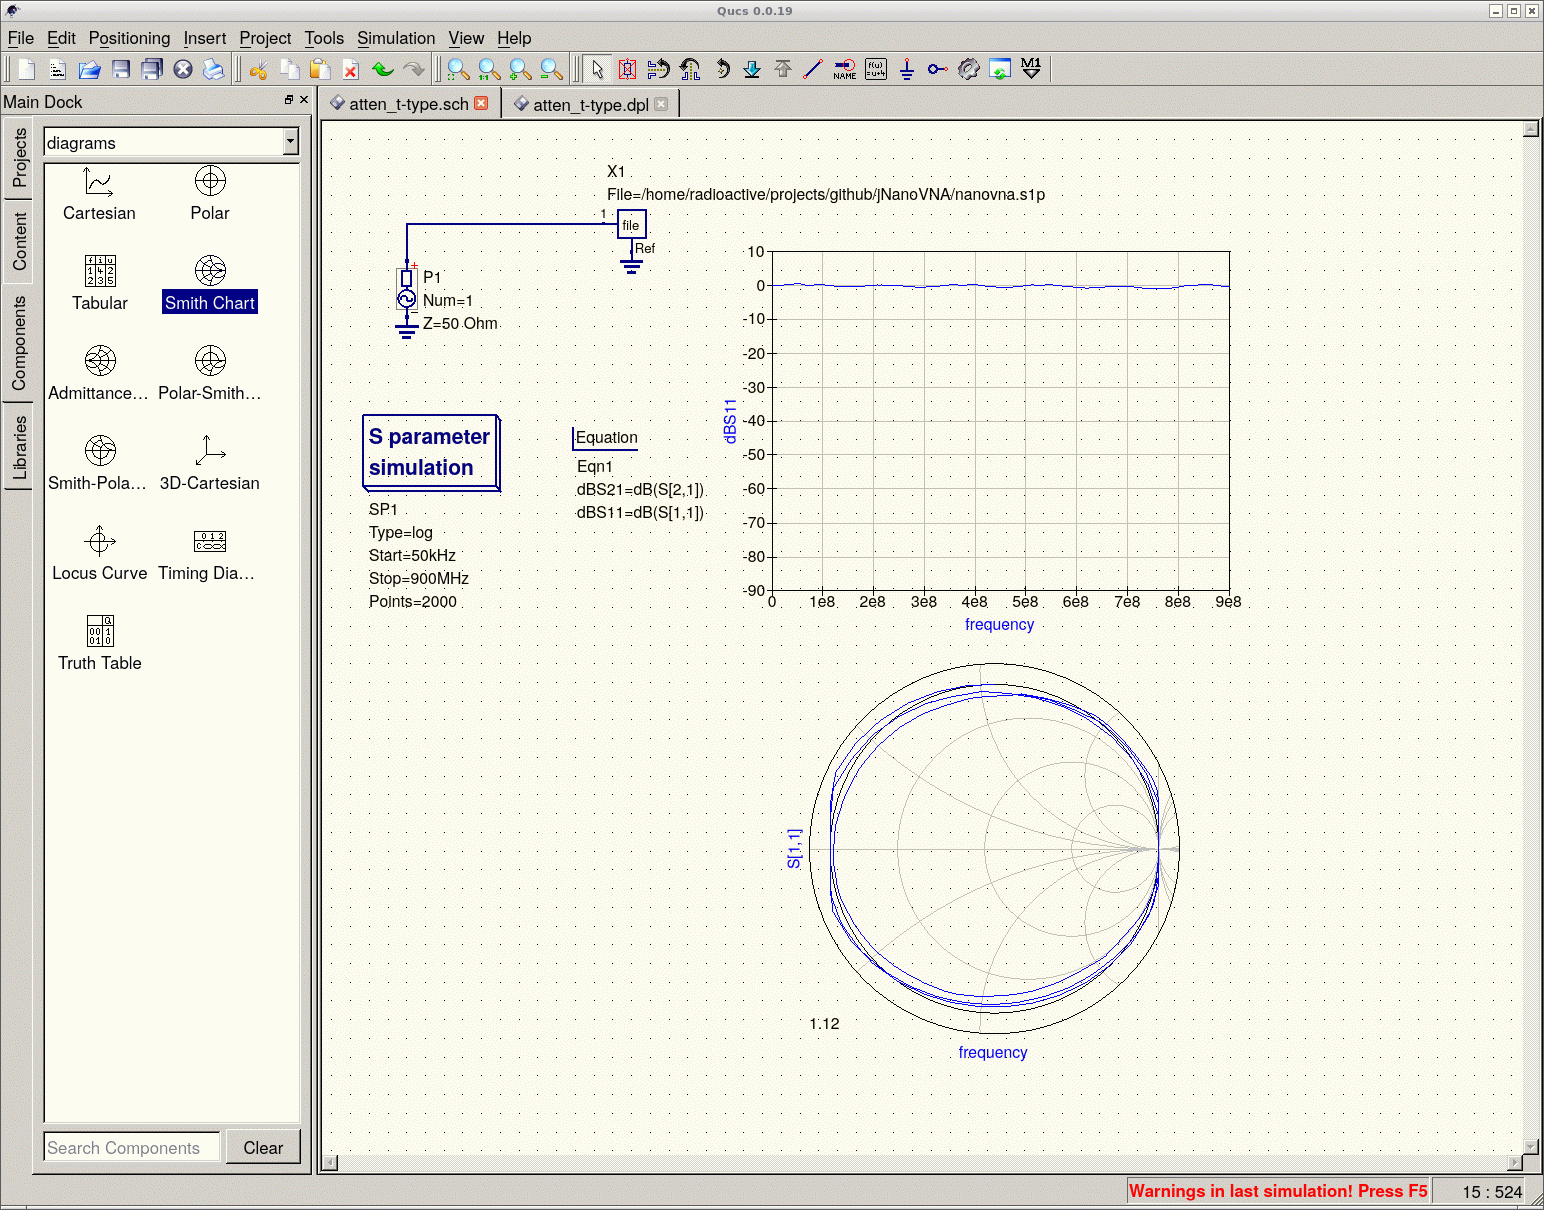 Qucs 0.0.19
File Edit Positioning Insert Project Tools Simulation View Help
NAME
f(u)
=u+4
M1
Main Dock
atten_t-type.sch
atten_t-type.dpl
Projects
Content
Components
Libraries
diagrams
Cartesian
Polar
Tabular
Smith Chart
Admittance...
Polar-Smith...
Smith-Pola...
3D-Cartesian
Locus Curve
Timing Dia...
Truth Table
Search Components
Clear
X1
File=/home/radioactive/projects/github/jNanoVNA/nanovna.s1p
1
file
Ref
P1
Num=1
Z=50 Ohm
S parameter
simulation
SP1
Type=log
Start=50kHz
Stop=900MHz
Points=2000
Equation
Eqn1
dBS21=dB(S[2,1])
dBS11=dB(S[1,1])
dBS11
10
0
-10
-20
-30
-40
-50
-60
-70
-80
-90
0 1e8 2e8 3e8 4e8 5e8 6e8 7e8 8e8 9e8
frequency
S[1,1]
1.12
frequency
Warnings in last simulation! Press F5
15 : 524